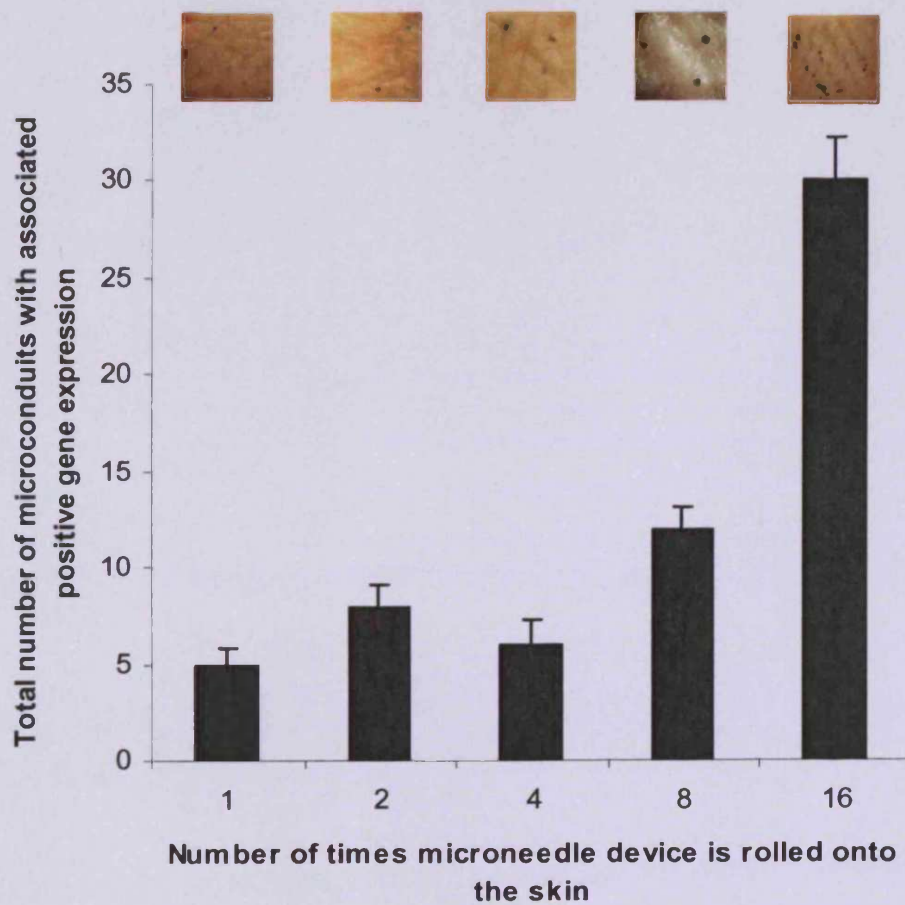 Total number of microconduits with associated
positive gene expression
35
30
25
20
15
10
5
0
1 2 4 8 16
Number of times microneedle device is rolled onto
the skin